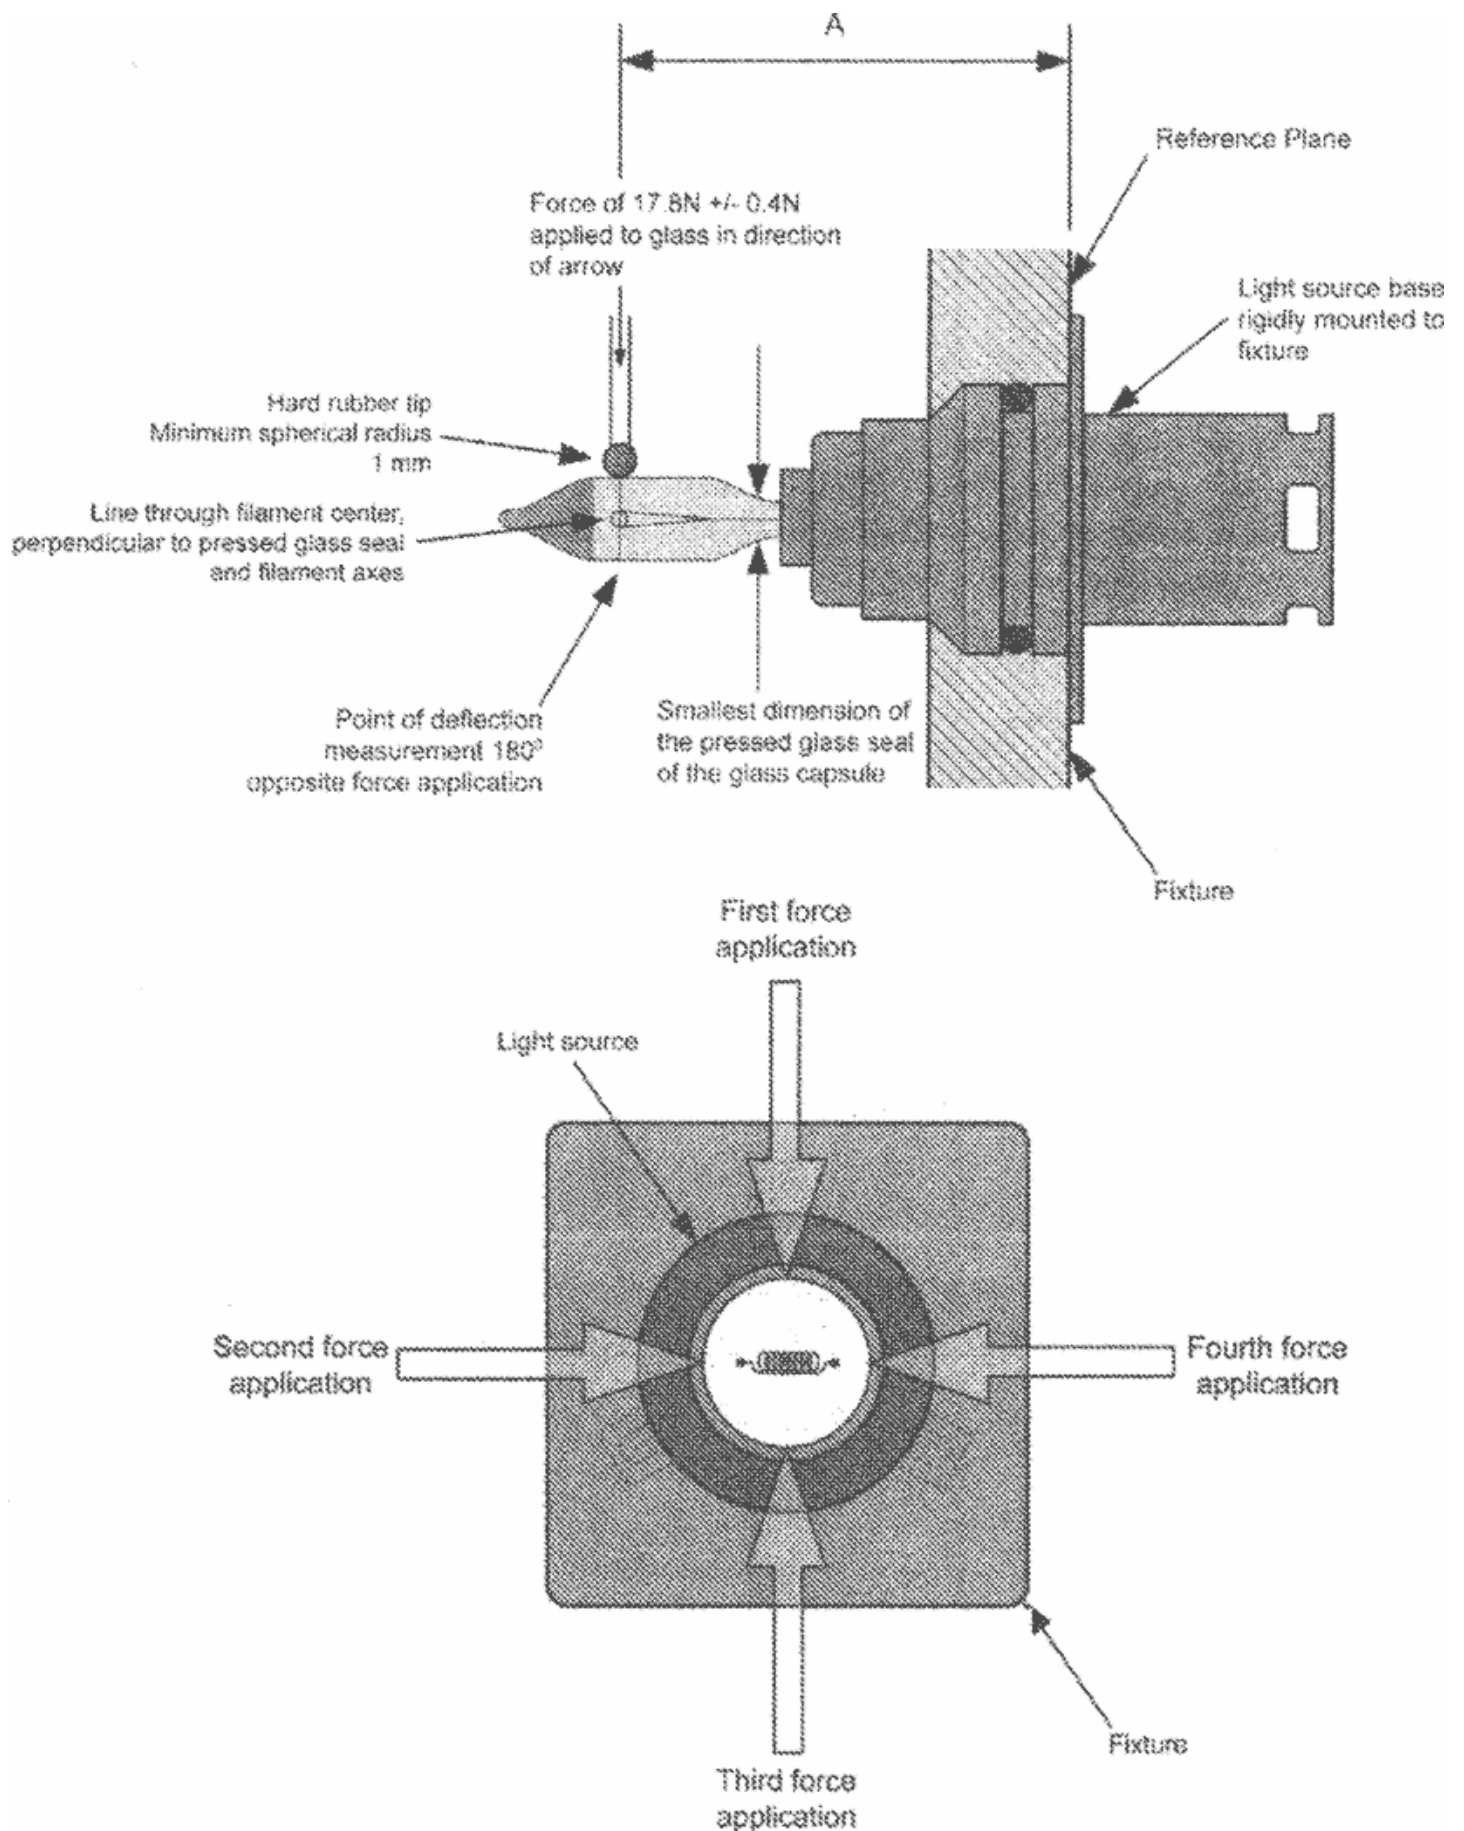 A
Reference Plane
Force of 17.8N +/- 0.4N
applied to glass in direction
of arrow
Light source base
rigidly mounted to
fixture
Hard rubber tip
Minimum spherical radius
1 mm
Line through filament center,
perpendicular to pressed glass seal
and filament axes
Point of deflection
measurement 180⁰
opposite force application
Smallest dimension of
the pressed glass seal
of the glass capsule
Fixture
First force
application
Light source
Second force
application
Fourth force
application
Fixture
Third force
application